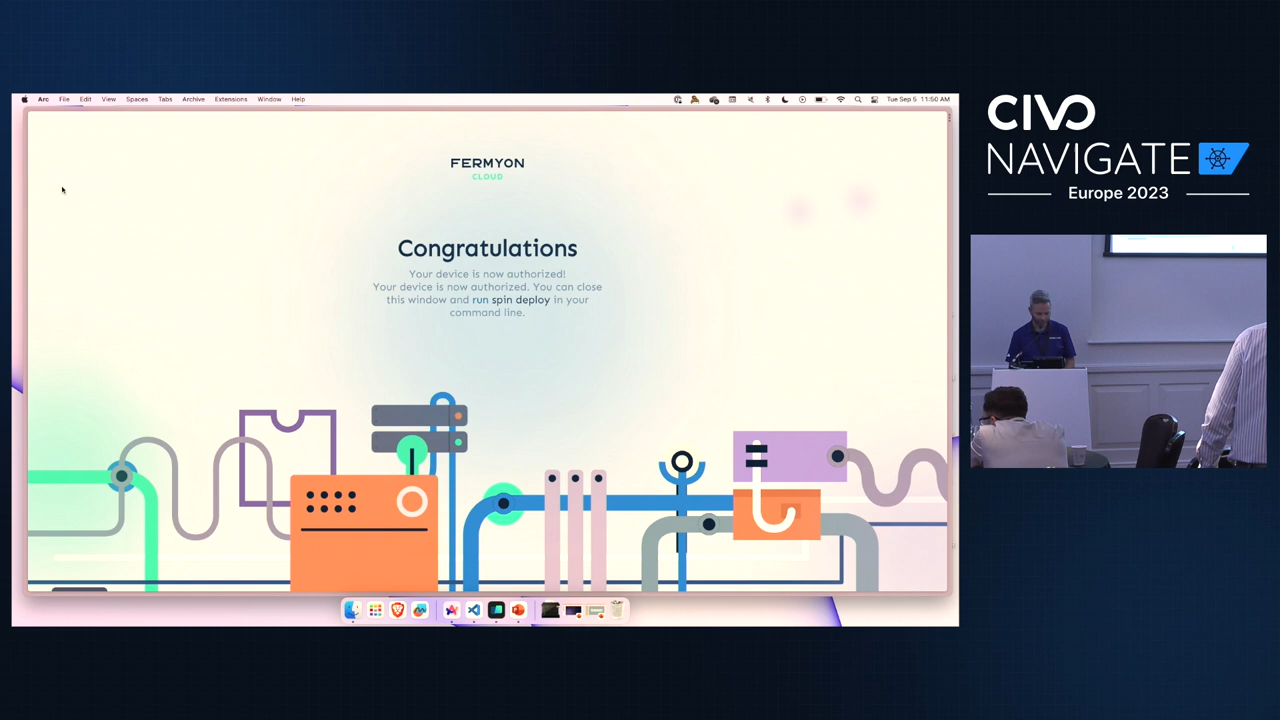 Arc File Edit View Spaces Tabs Archive Extensions Window Help
Tue Sep 5 11:50 AM
FERMYON
CLOUD
Congratulations
Your device is now authorized!
Your device is now authorized. You can close
this window and run spin deploy in your
command line.
CIVO
NAVIGATE
Europe 2023